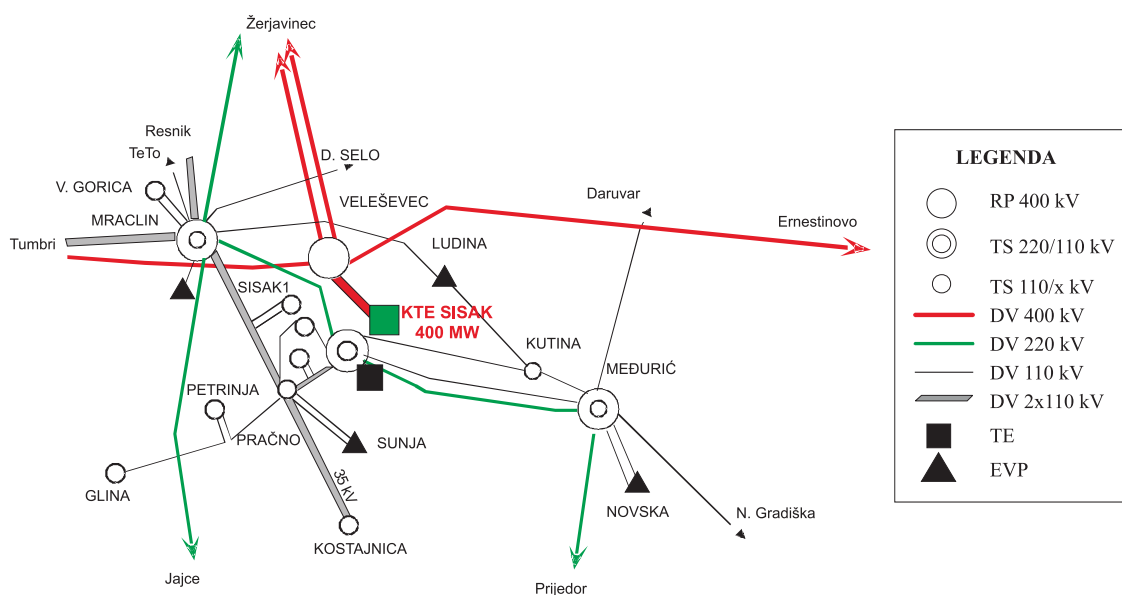 Žerjavinec
Resnik
TeTo
D. SELO
V. GORICA
MRACLIN
VELEŠEVEC
Daruvar
Ernestinovo
Tumbri
LUDINA
SISAK1
KTE SISAK
400 MW
KUTINA
MEĐURIĆ
PETRINJA
PRAČNO
SUNJA
GLINA
35 kV
KOSTAJNICA
NOVSKA
N. Gradiška
Jajce
Prijedor
LEGENDA
RP 400 kV
TS 220/110 kV
TS 110/x kV
DV 400 kV
DV 220 kV
DV 110 kV
DV 2x110 kV
TE
EVP